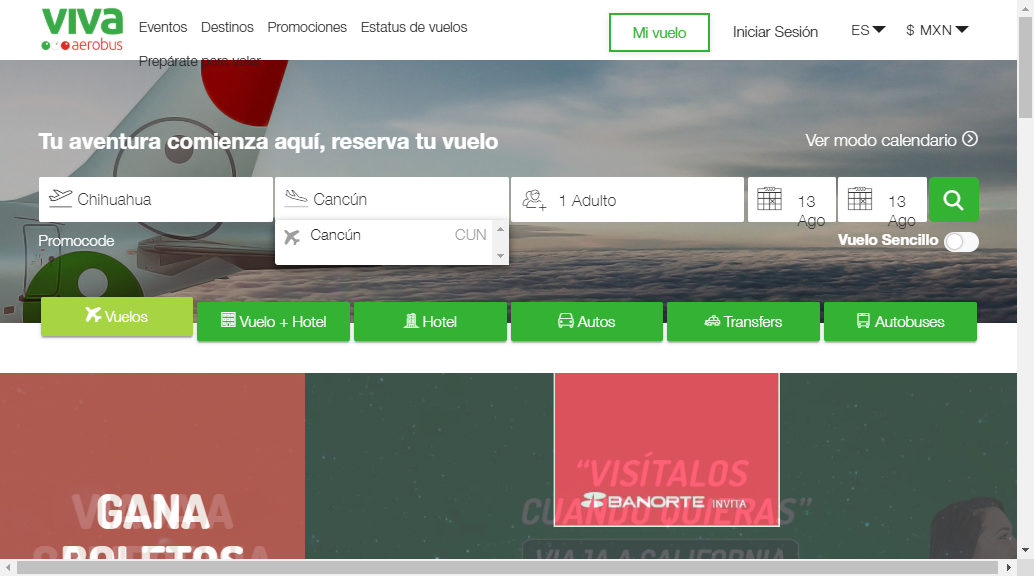 viva
aerobus
Eventos Destinos Promociones Estatus de vuelos
Prepárate para volar
Mi vuelo Iniciar Sesión ES $ MXN
Tu aventura comienza aquí, reserva tu vuelo
Ver modo calendario
Chihuahua Cancún 1 Adulto 13 Ago 13 Ago
Promocode Cancún CUN Vuelo Sencillo
Vuelos Vuelo + Hotel Hotel Autos Transfers Autobuses
GANA
BOLETOS
“VISÍTALOS
CUANDO QUIERAS”
BANORTE INVITA
VIAJA A CALIFORNIA